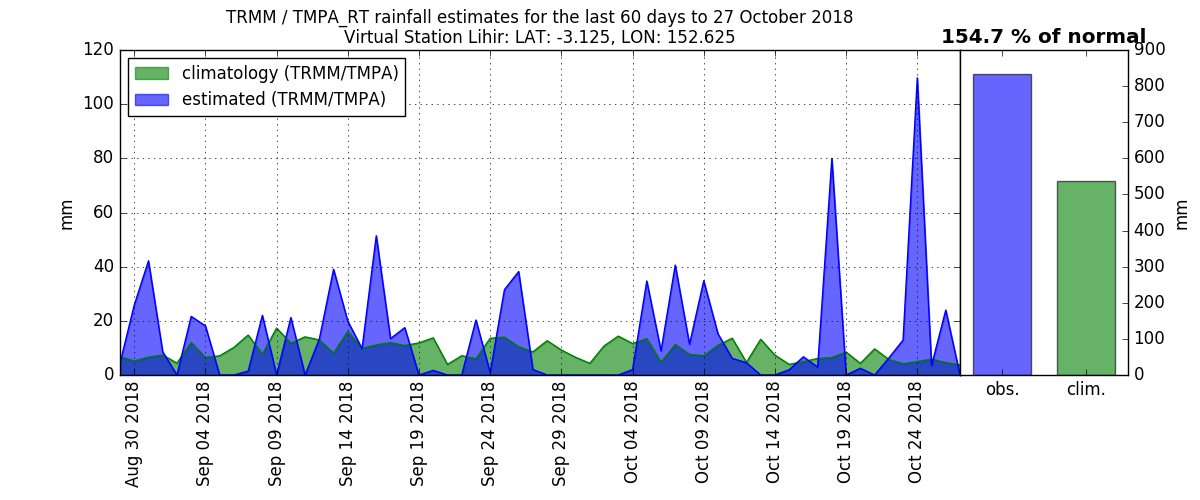 TRMM / TMPA_RT rainfall estimates for the last 60 days to 27 October 2018
Virtual Station Lihir: LAT: -3.125, LON: 152.625
154.7 % of normal
climatology (TRMM/TMPA)
estimated (TRMM/TMPA)
mm
120
100
80
60
40
20
0
Aug 30 2018
Sep 04 2018
Sep 09 2018
Sep 14 2018
Sep 19 2018
Sep 24 2018
Sep 29 2018
Oct 04 2018
Oct 09 2018
Oct 14 2018
Oct 19 2018
Oct 24 2018
900
800
700
600
500
400
300
200
100
0
mm
obs.
clim.